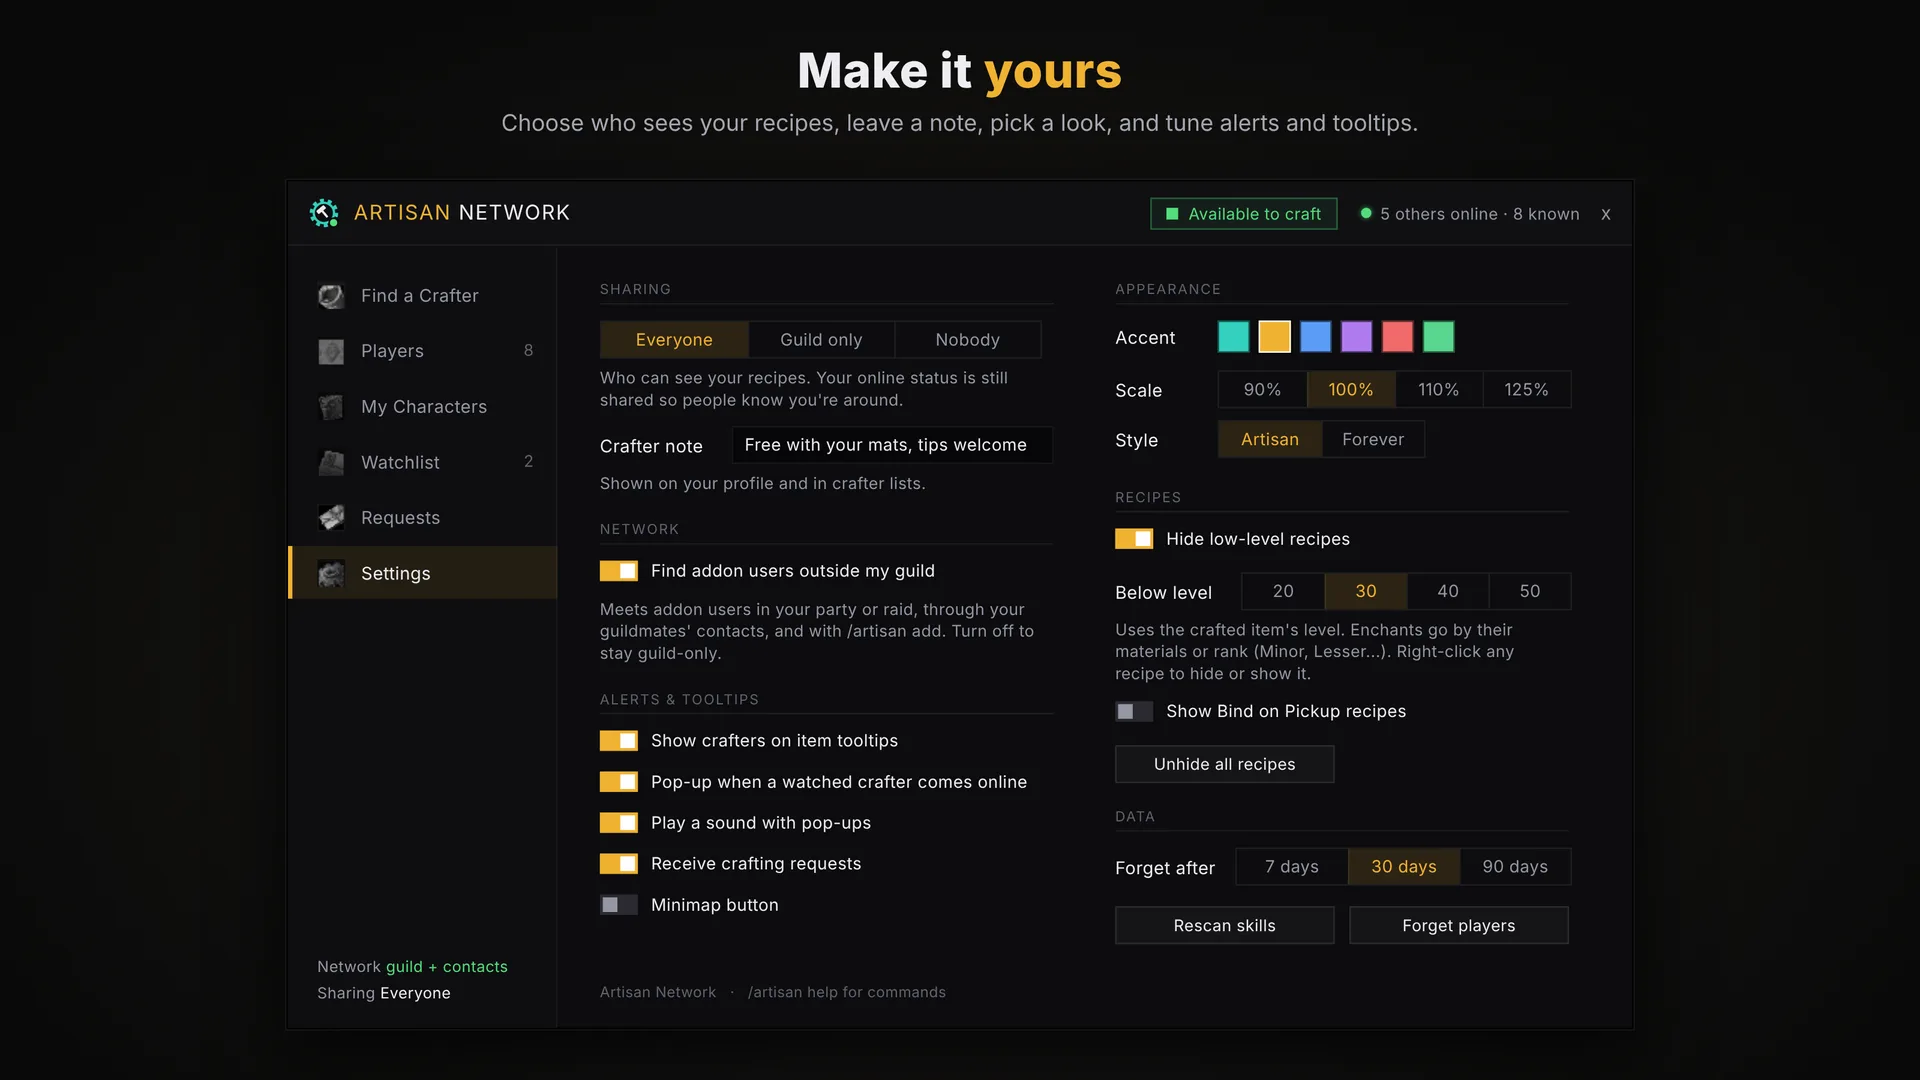 Make it yours
Choose who sees your recipes, leave a note, pick a look, and tune alerts and tooltips.
ARTISAN NETWORK
Available to craft
5 others online · 8 known
X
Find a Crafter
Players 8
My Characters
Watchlist 2
Requests
Settings
Network guild + contacts
Sharing Everyone
SHARING
Everyone Guild only Nobody
Who can see your recipes. Your online status is still
shared so people know you're around.
Crafter note Free with your mats, tips welcome
Shown on your profile and in crafter lists.
NETWORK
Find addon users outside my guild
Meets addon users in your party or raid, through your
guildmates' contacts, and with /artisan add. Turn off to
stay guild-only.
ALERTS & TOOLTIPS
Show crafters on item tooltips
Pop-up when a watched crafter comes online
Play a sound with pop-ups
Receive crafting requests
Minimap button
Artisan Network · /artisan help for commands
APPEARANCE
Accent
Scale 90% 100% 110% 125%
Style Artisan Forever
RECIPES
Hide low-level recipes
Below level 20 30 40 50
Uses the crafted item's level. Enchants go by their
materials or rank (Minor, Lesser...). Right-click any
recipe to hide or show it.
Show Bind on Pickup recipes
Unhide all recipes
DATA
Forget after 7 days 30 days 90 days
Rescan skills Forget players